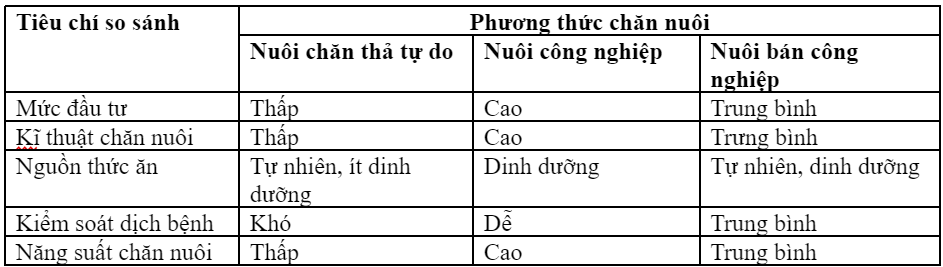 Tiêu chí so sánh Phương thức chăn nuôi
Nuôi chăn thả tự do Nuôi công nghiệp Nuôi bán công
nghiệp
Mức đầu tư Thấp Cao Trung bình
Kĩ thuật chăn nuôi Thấp Cao Trưng bình
Nguồn thức ăn Tự nhiên, ít dinh Dinh dưỡng Tự nhiên, dinh dưỡng
dưỡng
Kiểm soát dịch bệnh Khó Dễ Trung bình
Năng suất chăn nuôi Thấp Cao Trung bình